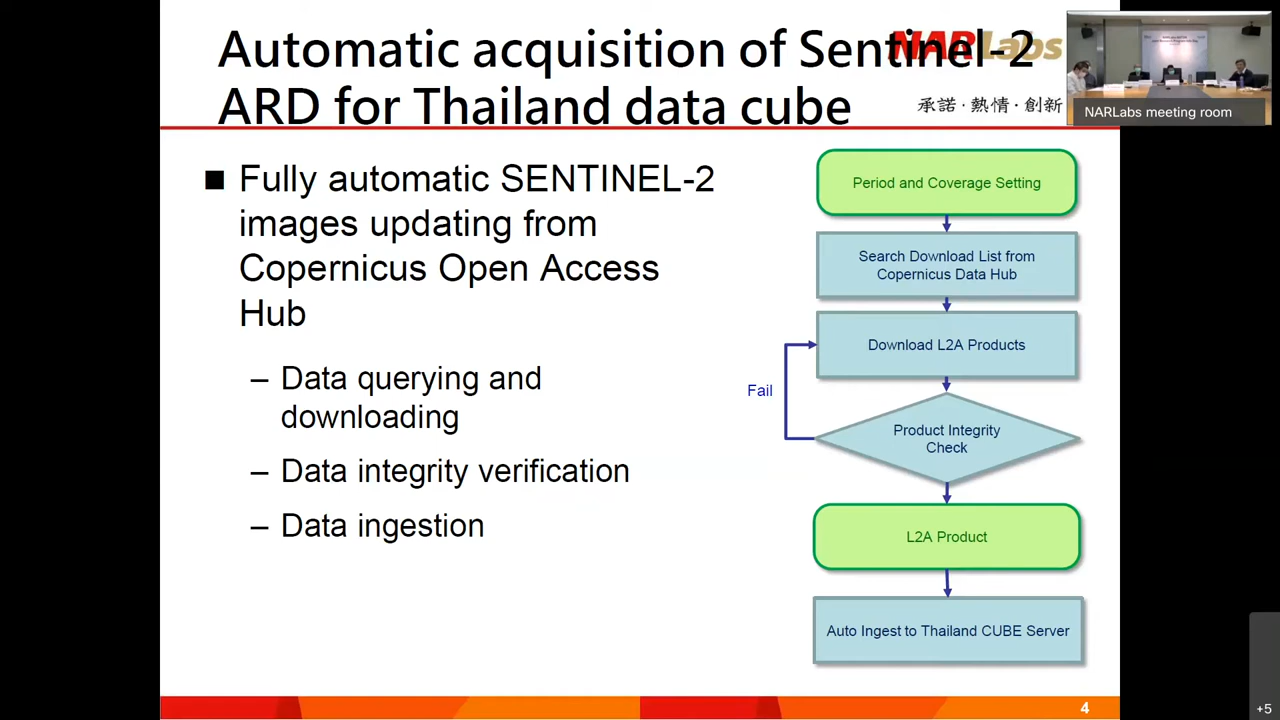 Automatic acquisition of Sentinel-2
ARD for Thailand data cube
NARLabs
承諾·熱情·創新
NARLabs meeting room
Fully automatic SENTINEL-2
images updating from
Copernicus Open Access
Hub
– Data querying and
downloading
– Data integrity verification
– Data ingestion
Period and Coverage Setting
Search Download List from
Copernicus Data Hub
Download L2A Products
Fail
Product Integrity
Check
L2A Product
Auto Ingest to Thailand CUBE Server
4
+5